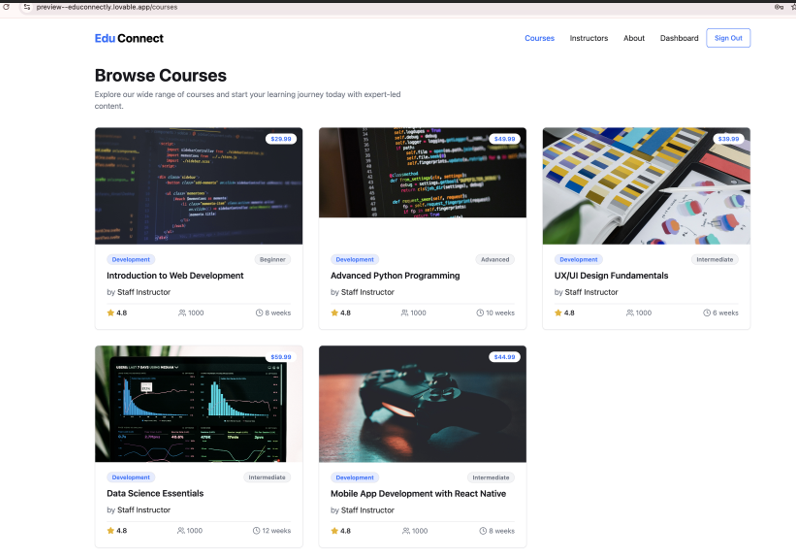 preview--educonnectly.lovable.app/courses
Edu Connect
Courses Instructors About Dashboard Sign Out
Browse Courses
Explore our wide range of courses and start your learning journey today with expert-led
content.
$29.99
Development Beginner
Introduction to Web Development
by Staff Instructor
4.8 1000 8 weeks
$49.99
Development Advanced
Advanced Python Programming
by Staff Instructor
4.8 1000 10 weeks
$39.99
Development Intermediate
UX/UI Design Fundamentals
by Staff Instructor
4.8 1000 6 weeks
$59.99
Development Intermediate
Data Science Essentials
by Staff Instructor
4.8 1000 12 weeks
$44.99
Development Intermediate
Mobile App Development with React Native
by Staff Instructor
4.8 1000 8 weeks